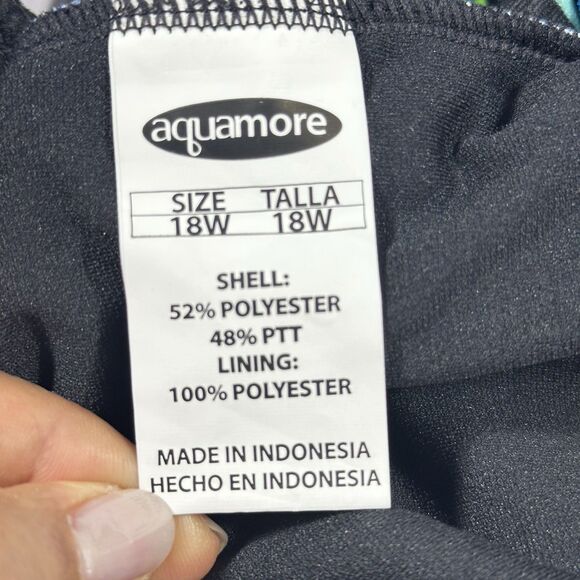 aquamore
SIZE TALLA
18W 18W
SHELL:
52% POLYESTER
48% PTT
LINING:
100% POLYESTER
MADE IN INDONESIA
HECHO EN INDONESIA